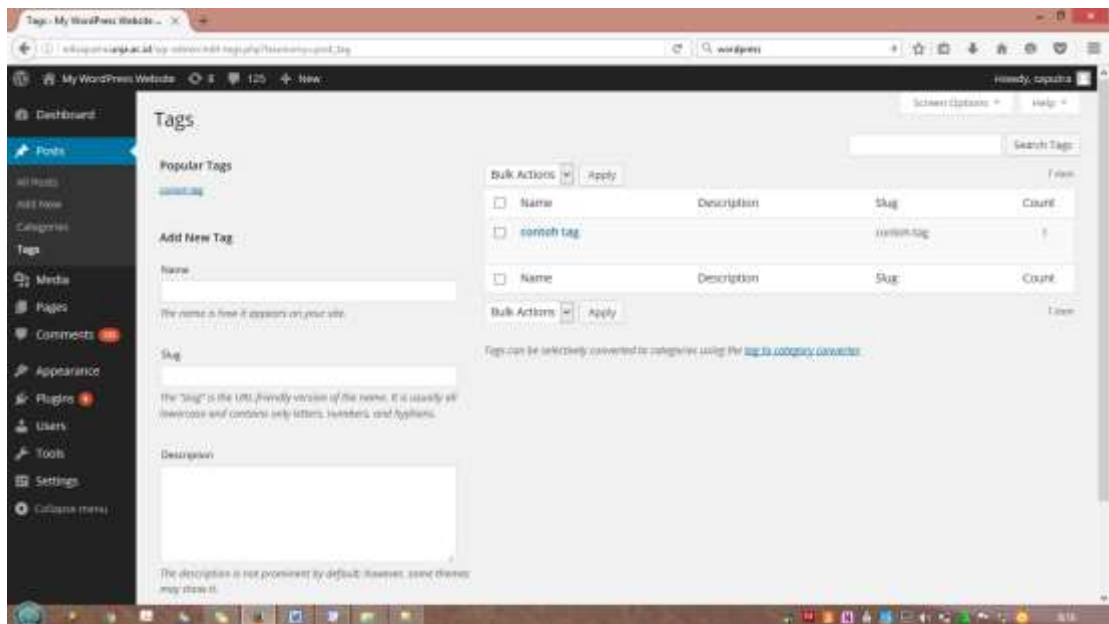 Tags - My WordPress Website - ...
wordpress
My WordPress Website 125 + New
Howdy, saputra
Screen Options Help
Dashboard
Posts
All Posts
Add New
Categories
Tags
Media
Pages
Comments
Appearance
Plugins
Users
Tools
Settings
Collapse menu
Tags
Search Tags
Popular Tags
contoh tag
Add New Tag
Name
The name is how it appears on your site.
Slug
The "slug" is the URL-friendly version of the name. It is usually all
lowercase and contains only letters, numbers, and hyphens.
Description
The description is not prominent by default; however, some themes
may show it.
Bulk Actions Apply
1 item
Name Description Slug Count
contoh tag contoh-tag 1
Name Description Slug Count
Bulk Actions Apply
1 item
Tags can be selectively converted to categories using the tag to category converter.